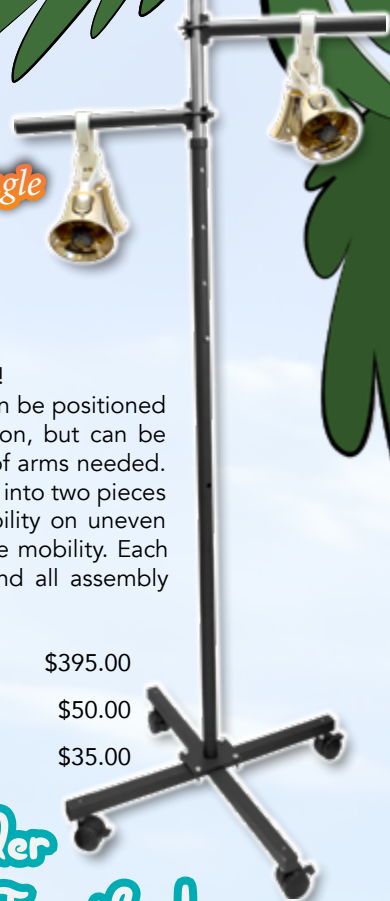 gle
!
n be positioned
on, but can be
of arms needed.
into two pieces
bility on uneven
e mobility. Each
nd all assembly
$395.00
$50.00
$35.00
der